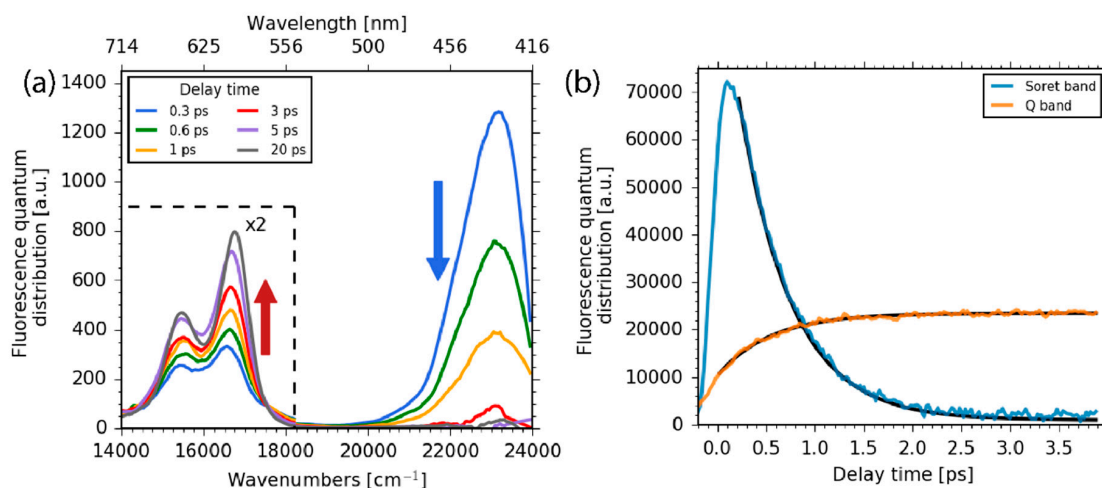 Wavelength [nm]
714 625 556 500 456 416
(a)
1400
1200
1000
800
600
400
200
0
Fluorescence quantum
distribution [a.u.]
Delay time
0.3 ps 3 ps
0.6 ps 5 ps
1 ps 20 ps
x2
14000 16000 18000 20000 22000 24000
Wavenumbers [cm⁻¹]
(b)
70000
60000
50000
40000
30000
20000
10000
0
Fluorescence quantum
distribution [a.u.]
Soret band
Q band
0.0 0.5 1.0 1.5 2.0 2.5 3.0 3.5
Delay time [ps]